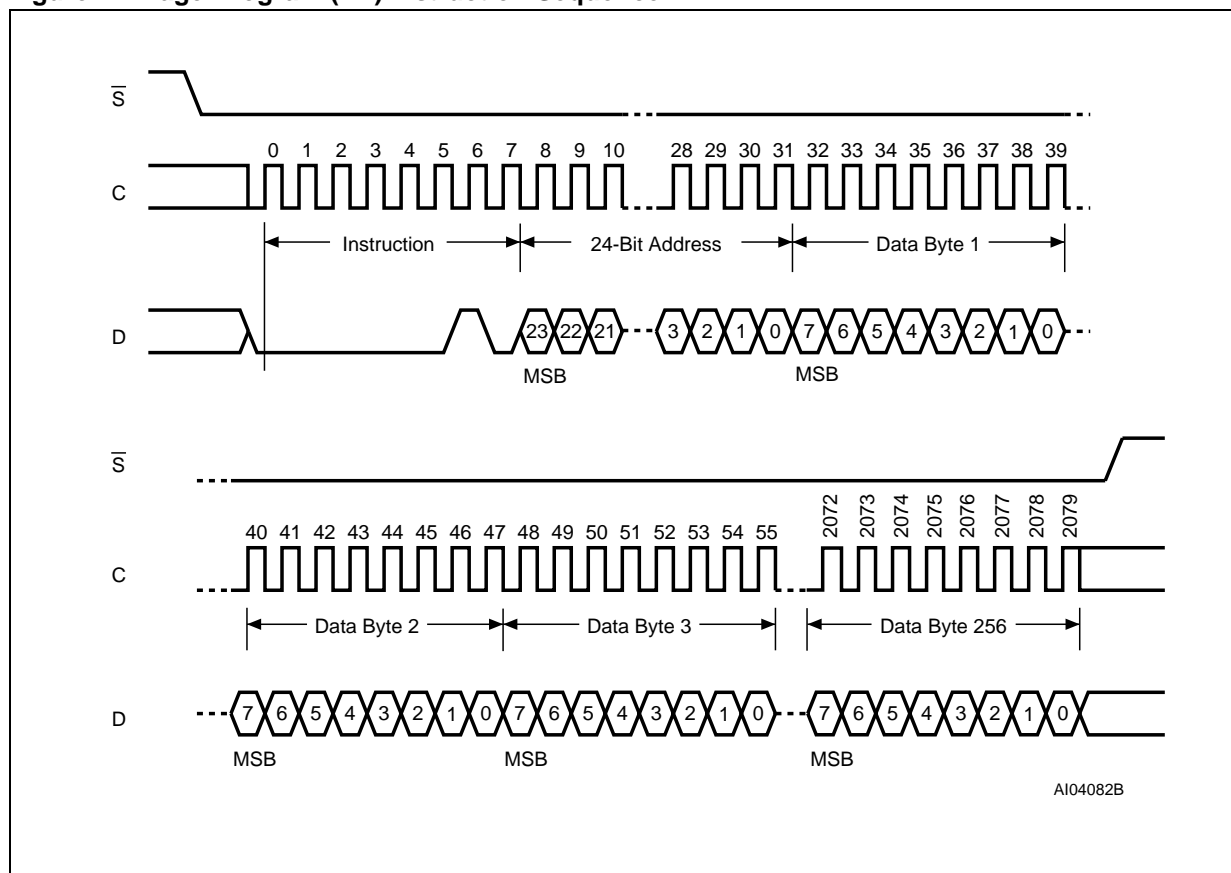 S
0 1 2 3 4 5 6 7 8 9 10 28 29 30 31 32 33 34 35 36 37 38 39
C
Instruction 24-Bit Address Data Byte 1
D 23 22 21 3 2 1 0 7 6 5 4 3 2 1 0
MSB MSB
S
40 41 42 43 44 45 46 47 48 49 50 51 52 53 54 55 2072 2073 2074 2075 2076 2077 2078 2079
C
Data Byte 2 Data Byte 3 Data Byte 256
D 7 6 5 4 3 2 1 0 7 6 5 4 3 2 1 0 7 6 5 4 3 2 1 0
MSB MSB MSB
AI04082B